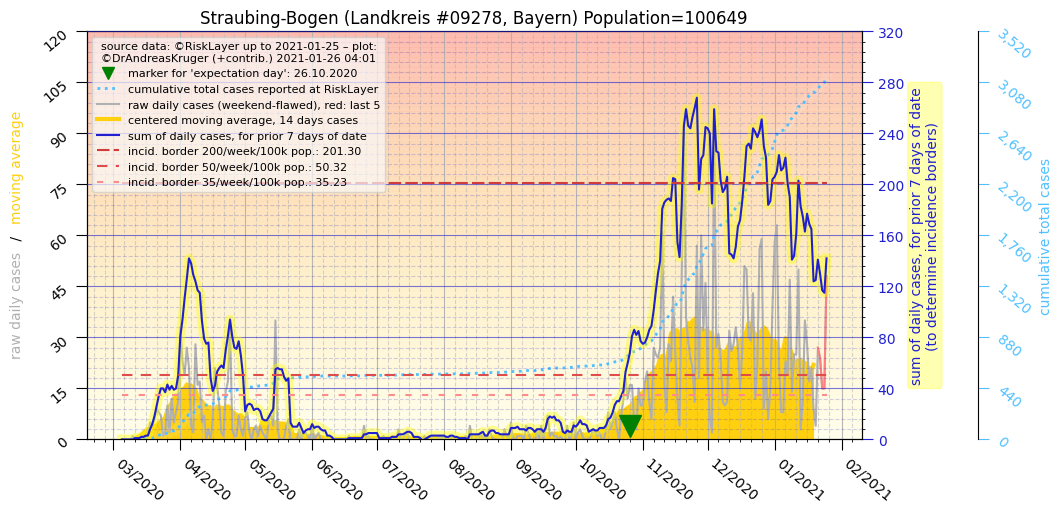 Straubing-Bogen (Landkreis #09278, Bayern) Population=100649
source data: ©RiskLayer up to 2021-01-25 – plot:
©DrAndreasKruger (+contrib.) 2021-01-26 04:01
marker for 'expectation day': 26.10.2020
cumulative total cases reported at RiskLayer
raw daily cases (weekend-flawed), red: last 5
centered moving average, 14 days cases
sum of daily cases, for prior 7 days of date
incid. border 200/week/100k pop.: 201.30
incid. border 50/week/100k pop.: 50.32
incid. border 35/week/100k pop.: 35.23
raw daily cases / moving average
120
105
90
75
60
45
30
15
0
03/2020
04/2020
05/2020
06/2020
07/2020
08/2020
09/2020
10/2020
11/2020
12/2020
01/2021
02/2021
320
280
240
200
160
120
80
40
0
sum of daily cases, for prior 7 days of date
(to determine incidence borders)
3,520
3,080
2,640
2,200
1,760
1,320
880
440
0
cumulative total cases